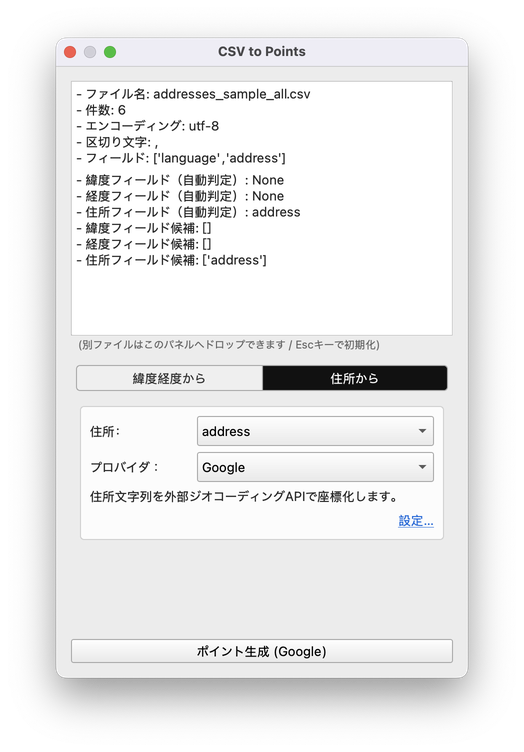 CSV to Points
- ファイル名: addresses_sample_all.csv
- 件数: 6
- エンコーディング: utf-8
- 区切り文字: ,
- フィールド: ['language','address']
- 緯度フィールド（自動判定）: None
- 経度フィールド（自動判定）: None
- 住所フィールド（自動判定）: address
- 緯度フィールド候補: []
- 経度フィールド候補: []
- 住所フィールド候補: ['address']
(別ファイルはこのパネルへドロップできます / Escキーで初期化)
緯度経度から
住所から
住所:
address
プロバイダ：
Google
住所文字列を外部ジオコーディングAPIで座標化します。
設定...
ポイント生成 (Google)